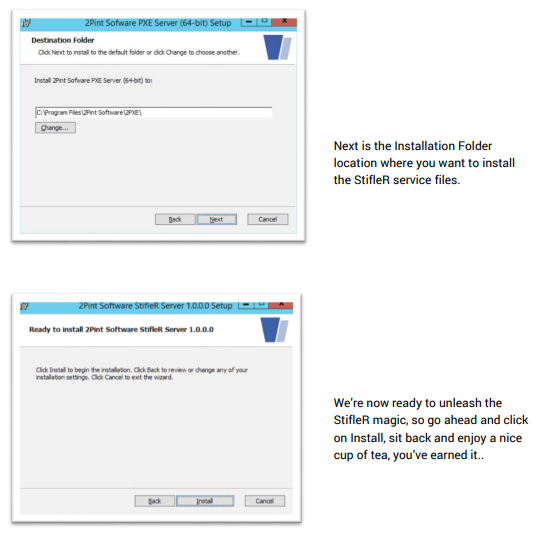 2Pint Sofware PXE Server (64-bit) Setup
Destination Folder
Click Next to install to the default folder or click Change to choose another.
Install 2Pint Sofware PXE Server (64-bit) to:
C:\Program Files\2Pint Software\2PXE\
Change...
Back Next Cancel
Next is the Installation Folder
location where you want to install
the StifleR service files.
2Pint Software StifleR Server 1.0.0.0 Setup
Ready to install 2Pint Software StifleR Server 1.0.0.0
Click Install to begin the installation. Click Back to review or change any of your
installation settings. Click Cancel to exit the wizard.
Back Install Cancel
We're now ready to unleash the
StifleR magic, so go ahead and click
on Install, sit back and enjoy a nice
cup of tea, you've earned it..